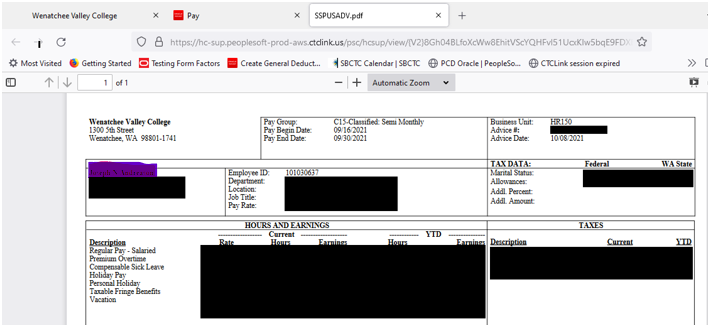 Wenatchee Valley College
Pay
SSPUSADV.pdf
https://hc-sup.peoplesoft-prod-aws.ctclink.us/psc/hcsup/view/
Most Visited
Getting Started
Testing Form Factors
Create General Deduct...
SBCTC Calendar | SBCTC
PCD Oracle | PeopleSo...
CTCLink session expired
1 of 1
Automatic Zoom
Wenatchee Valley College
1300 5th Street
Wenatchee, WA 98801-1741
Pay Group: C15-Classified: Semi Monthly
Pay Begin Date: 09/16/2021
Pay End Date: 09/30/2021
Business Unit: HR150
Advice #:
Advice Date: 10/08/2021
Employee ID: 101030637
Department:
Location:
Job Title:
Pay Rate:
TAX DATA: Federal WA State
Marital Status:
Allowances:
Addl. Percent:
Addl. Amount:
HOURS AND EARNINGS
Current YTD
Description Rate Hours Earnings Hours Earnings
Regular Pay - Salaried
Premium Overtime
Compensable Sick Leave
Holiday Pay
Personal Holiday
Taxable Fringe Benefits
Vacation
TAXES
Description Current YTD